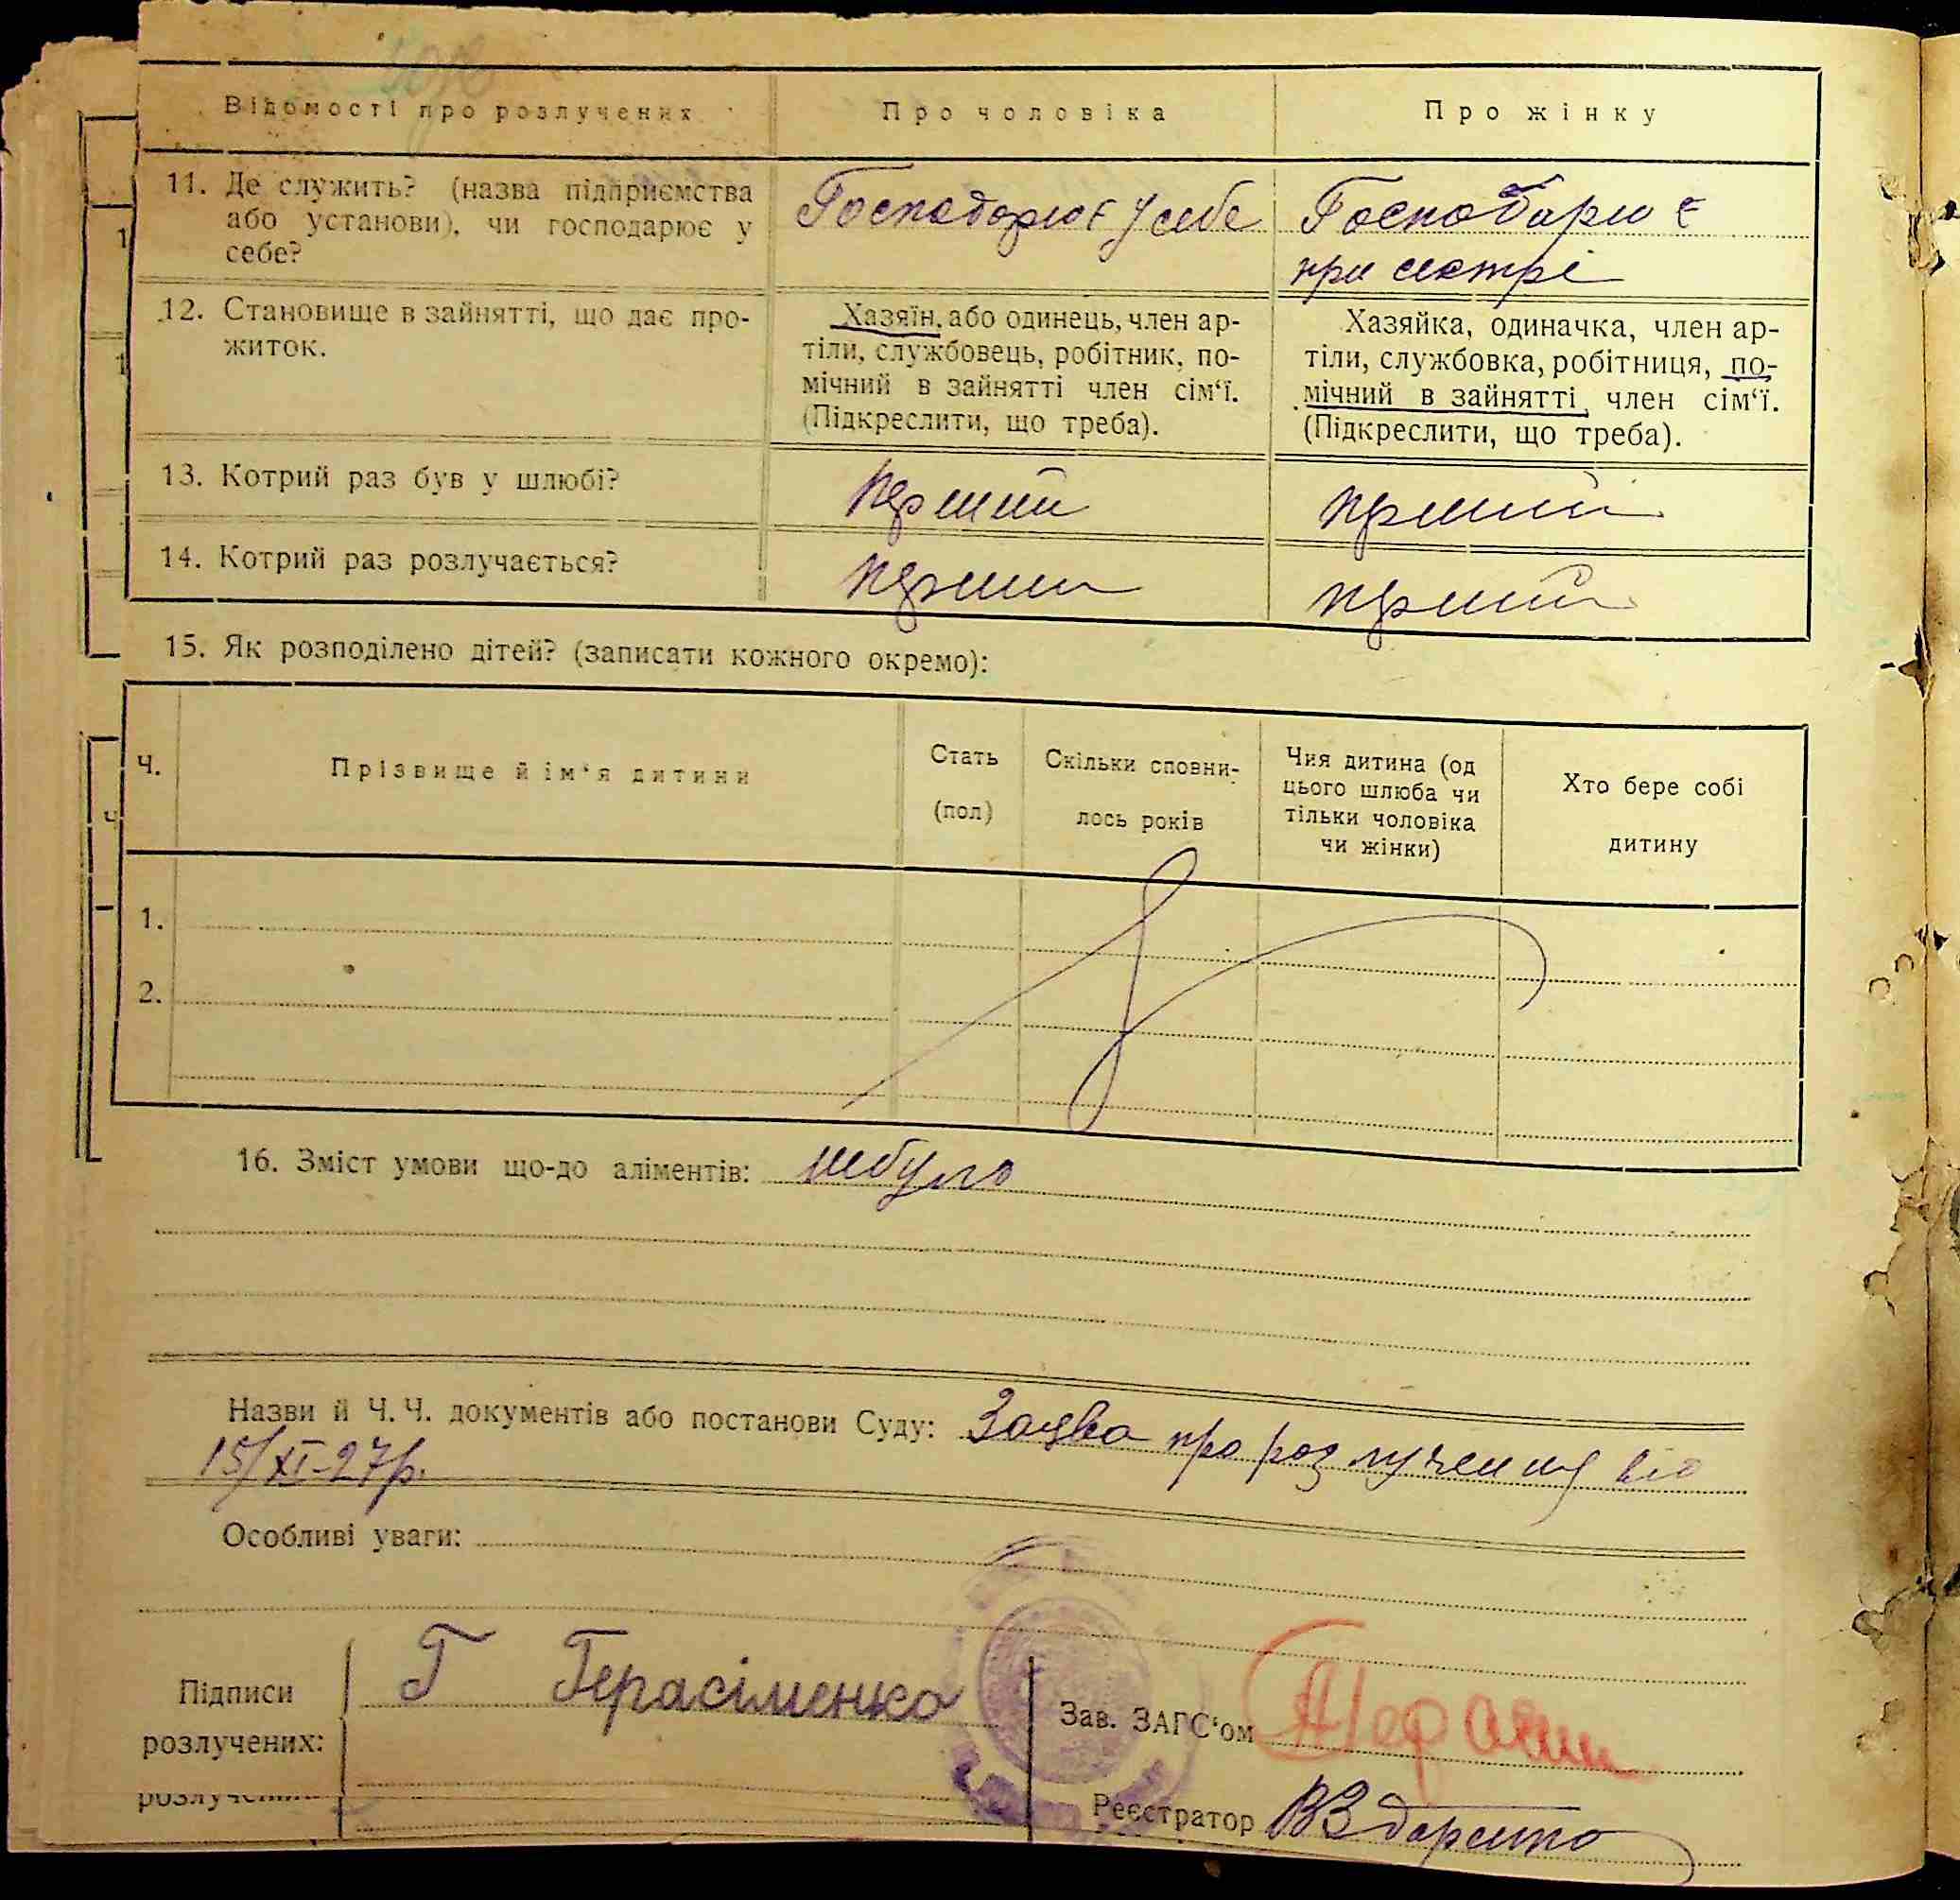 Відомості про розлучених
Про чоловіка
Про жінку
11. Де служить? (назва підприємства
або установи), чи господарює у
себе?
Господорює у себе
Господарює
при сестрі
12. Становище в зайнятті, що дає про-
житок.
Хазяїн, або одинець, член ар-
тіли, службовець, робітник, по-
мічний в зайнятті член сім‘ї.
(Підкреслити, що треба).
Хазяйка, одиначка, член ар-
тіли, службовка, робітниця, по-
мічний в зайнятті, член сім‘ї.
(Підкреслити, що треба).
13. Котрий раз був у шлюбі?
перший
перший
14. Котрий раз розлучається?
перший
перший
15. Як розподілено дітей? (записати кожного окремо):
Ч.
Прізвище й ім‘я дитини
Стать
(пол)
Скільки сповни-
лось років
Чия дитина (од
цього шлюба чи
тільки чоловіка
чи жінки)
Хто бере собі
дитину
1.
2.
16. Зміст умови що-до аліментів: небуло
Назви й Ч. Ч. документів або постанови Суду: Заява про розлучення від
15/XI-27р.
Особливі уваги:
Підписи
розлучених:
Г Герасіменко
Зав. ЗАГС‘ом
Реєстратор